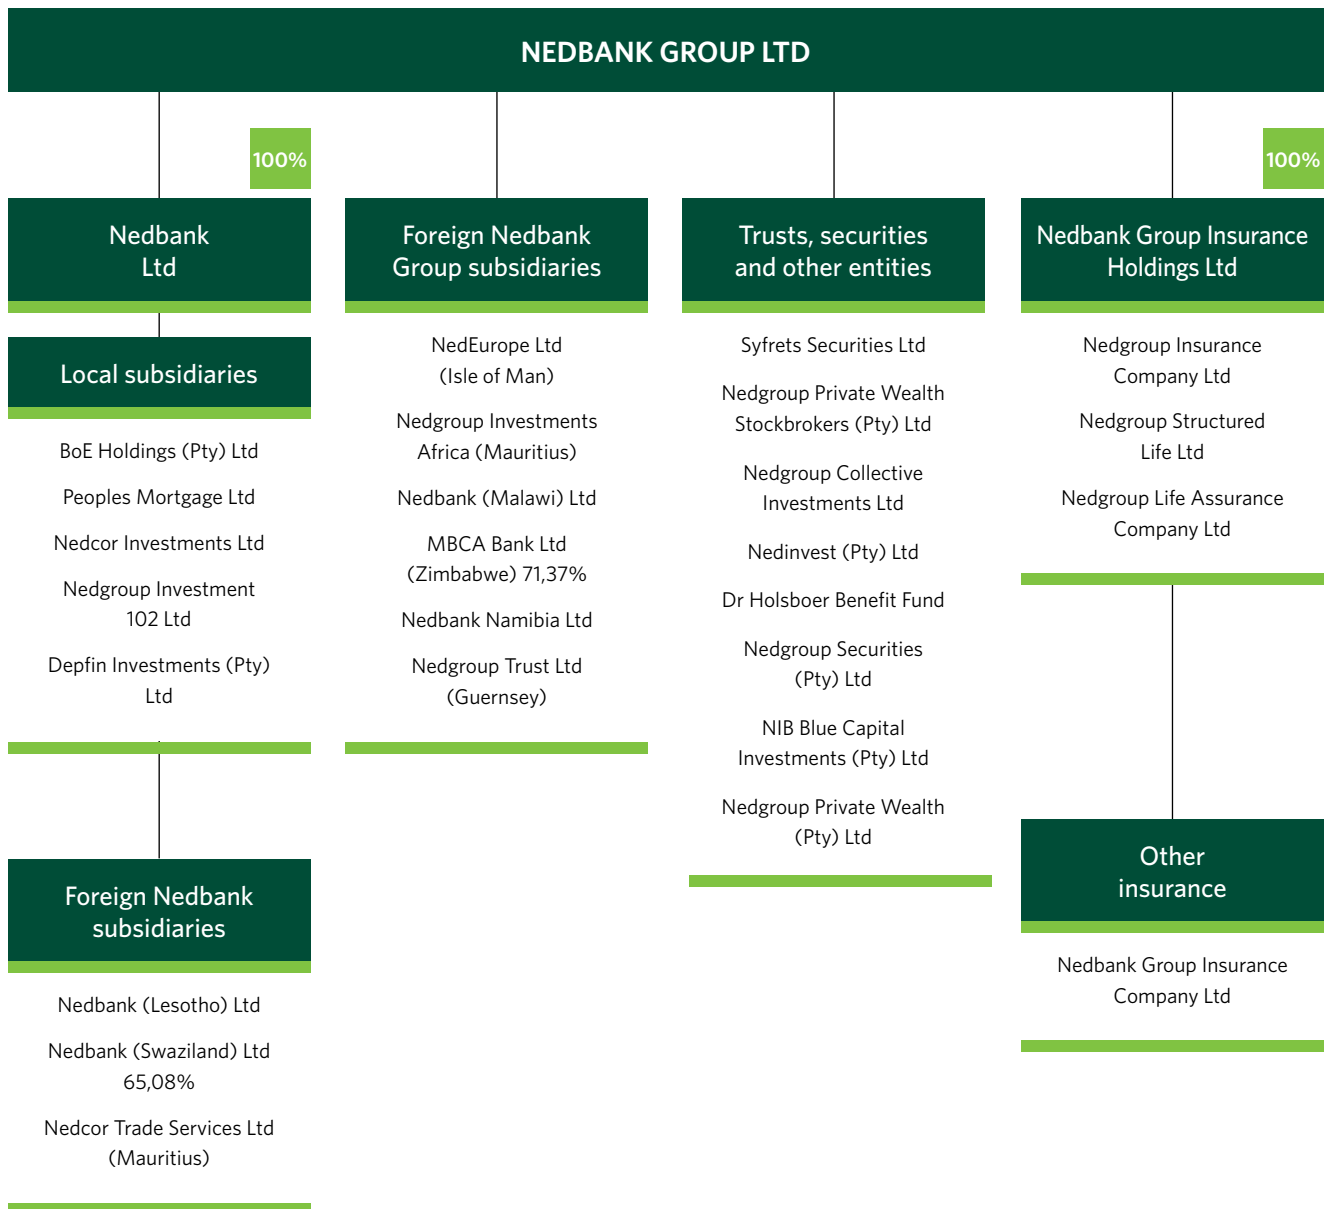 NEDBANK GROUP LTD
100%
Nedbank
Ltd
Local subsidiaries
BoE Holdings (Pty) Ltd
Peoples Mortgage Ltd
Nedcor Investments Ltd
Nedgroup Investment
102 Ltd
Depfin Investments (Pty)
Ltd
Foreign Nedbank
subsidiaries
Nedbank (Lesotho) Ltd
Nedbank (Swaziland) Ltd
65,08%
Nedcor Trade Services Ltd
(Mauritius)
Foreign Nedbank
Group subsidiaries
NedEurope Ltd
(Isle of Man)
Nedgroup Investments
Africa (Mauritius)
Nedbank (Malawi) Ltd
MBCA Bank Ltd
(Zimbabwe) 71,37%
Nedbank Namibia Ltd
Nedgroup Trust Ltd
(Guernsey)
Trusts, securities
and other entities
Syfrets Securities Ltd
Nedgroup Private Wealth
Stockbrokers (Pty) Ltd
Nedgroup Collective
Investments Ltd
Nedinvest (Pty) Ltd
Dr Holsboer Benefit Fund
Nedgroup Securities
(Pty) Ltd
NIB Blue Capital
Investments (Pty) Ltd
Nedgroup Private Wealth
(Pty) Ltd
100%
Nedbank Group Insurance
Holdings Ltd
Nedgroup Insurance
Company Ltd
Nedgroup Structured
Life Ltd
Nedgroup Life Assurance
Company Ltd
Other
insurance
Nedbank Group Insurance
Company Ltd